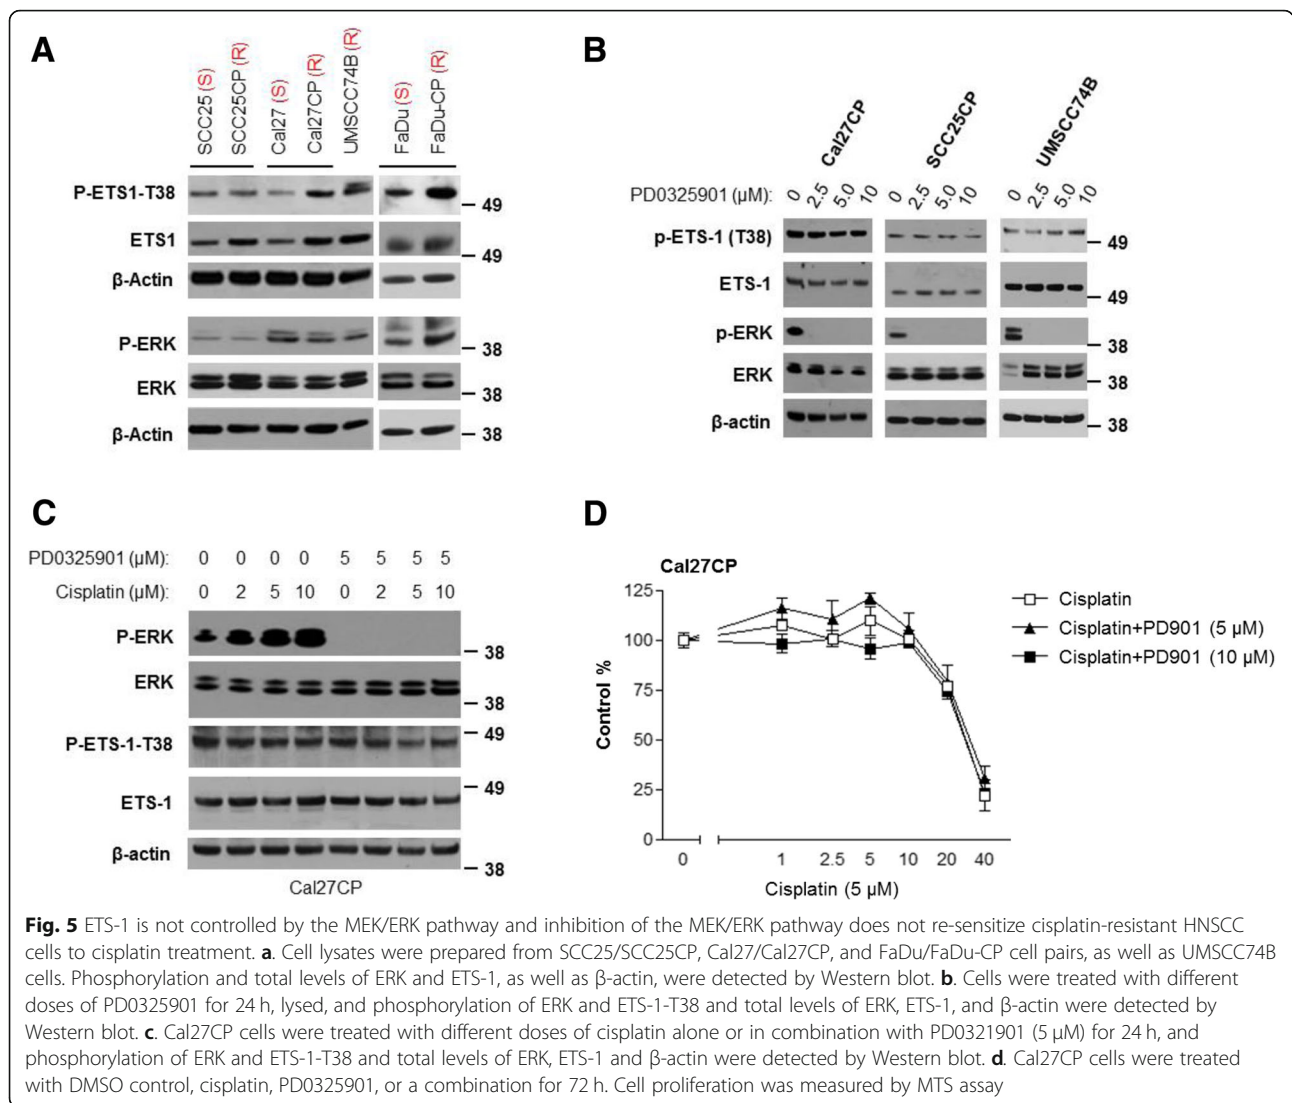 A
SCC25 (S)
SCC25CP (R)
Cal27 (S)
Cal27CP (R)
UMSCC74B (R)
FaDu (S)
FaDu-CP (R)
P-ETS1-T38
49
ETS1
49
β-Actin
P-ERK
38
ERK
38
β-Actin
38
B
Cal27CP
SCC25CP
UMSCC74B
PD0325901 (μM): 0 2.5 5.0 10 0 2.5 5.0 10 0 2.5 5.0 10
p-ETS-1 (T38)
49
ETS-1
49
p-ERK
38
ERK
38
β-actin
38
C
PD0325901 (μM): 0 0 0 0 5 5 5 5
Cisplatin (μM): 0 2 5 10 0 2 5 10
P-ERK
38
ERK
38
P-ETS-1-T38
49
ETS-1
49
β-actin
38
Cal27CP
D
Cal27CP
125
100
75
50
25
0
Control %
0 1 2.5 5 10 20 40
Cisplatin (5 μM)
Cisplatin
Cisplatin+PD901 (5 μM)
Cisplatin+PD901 (10 μM)
Fig. 5 ETS-1 is not controlled by the MEK/ERK pathway and inhibition of the MEK/ERK pathway does not re-sensitize cisplatin-resistant HNSCC
cells to cisplatin treatment. a. Cell lysates were prepared from SCC25/SCC25CP, Cal27/Cal27CP, and FaDu/FaDu-CP cell pairs, as well as UMSCC74B
cells. Phosphorylation and total levels of ERK and ETS-1, as well as β-actin, were detected by Western blot. b. Cells were treated with different
doses of PD0325901 for 24 h, lysed, and phosphorylation of ERK and ETS-1-T38 and total levels of ERK, ETS-1, and β-actin were detected by
Western blot. c. Cal27CP cells were treated with different doses of cisplatin alone or in combination with PD0321901 (5 μM) for 24 h, and
phosphorylation of ERK and ETS-1-T38 and total levels of ERK, ETS-1 and β-actin were detected by Western blot. d. Cal27CP cells were treated
with DMSO control, cisplatin, PD0325901, or a combination for 72 h. Cell proliferation was measured by MTS assay